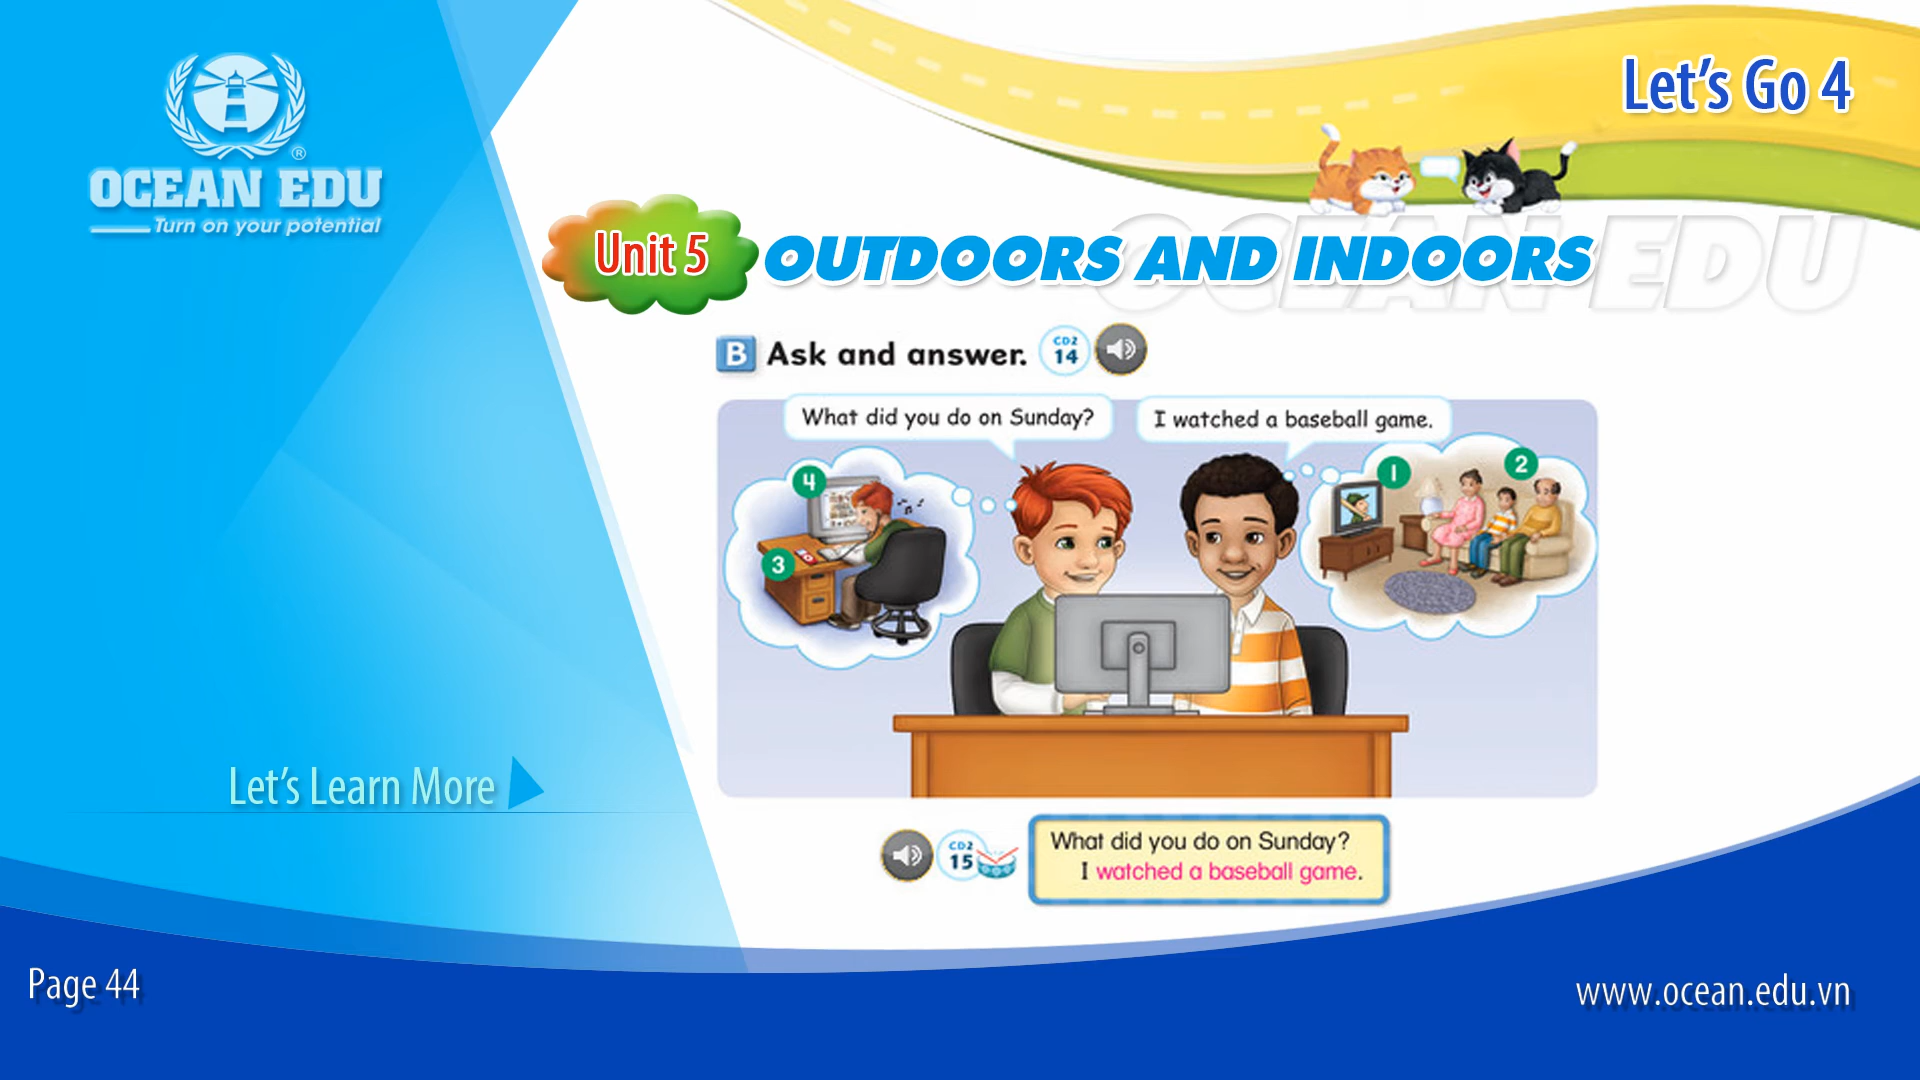 OCEAN EDU
®
Turn on your potential
Let's Go 4
OCEAN EDU
Unit 5
OUTDOORS AND INDOORS
B Ask and answer. CD2 14
What did you do on Sunday?
I watched a baseball game.
4
3
1
2
Let's Learn More
CD2 15
What did you do on Sunday?
I watched a baseball game.
Page 44
www.ocean.edu.vn